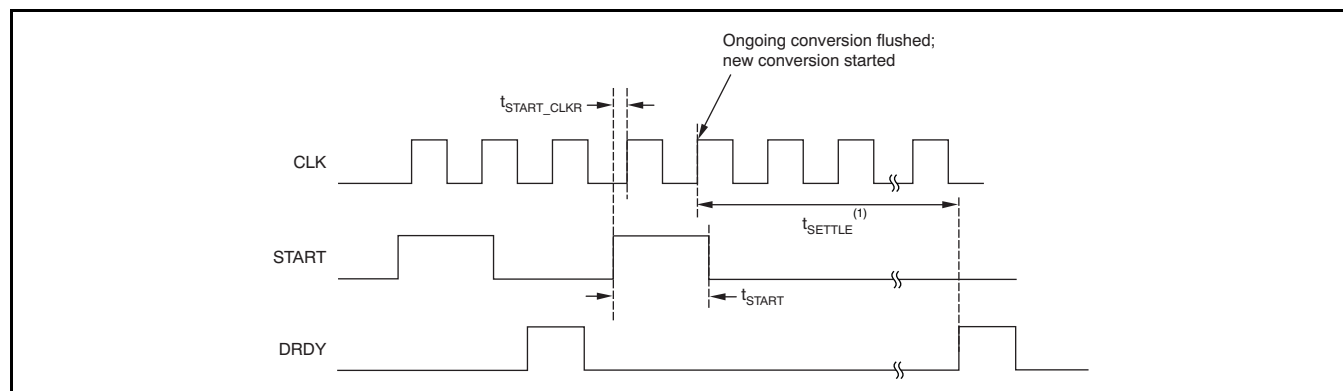 Ongoing conversion flushed;
new conversion started
tSTART_CLKR
CLK
tSETTLE(1)
START
tSTART
DRDY